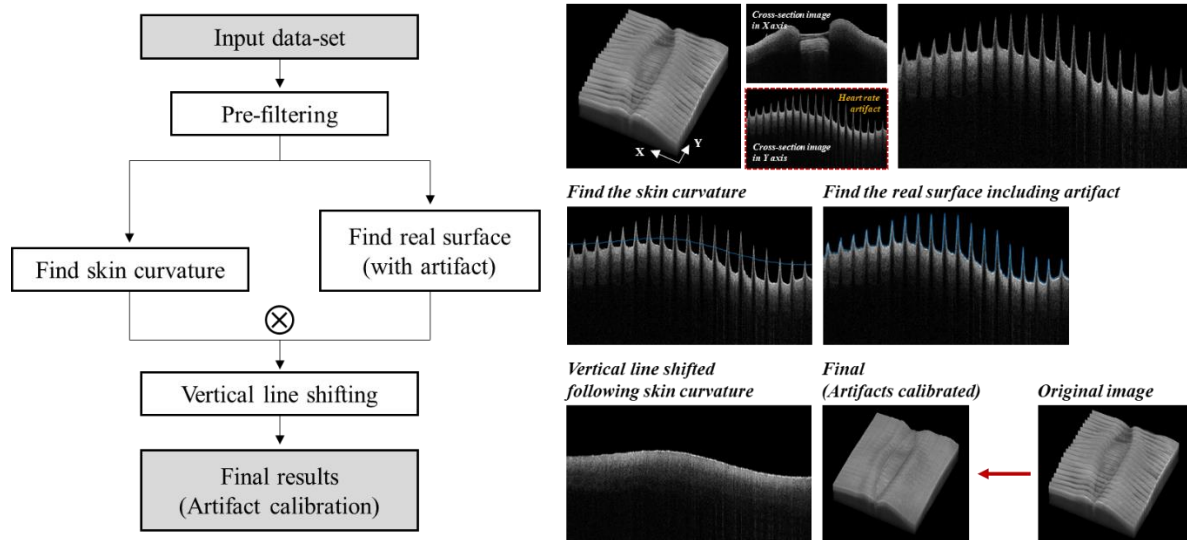 Input data-set
Pre-filtering
Find skin curvature
Find real surface
(with artifact)
⊗
Vertical line shifting
Final results
(Artifact calibration)
X
Y
Cross-section image
in X axis
Heart rate
artifact
Cross-section image
in Y axis
Find the skin curvature
Find the real surface including artifact
Vertical line shifted
following skin curvature
Final
(Artifacts calibrated)
Original image